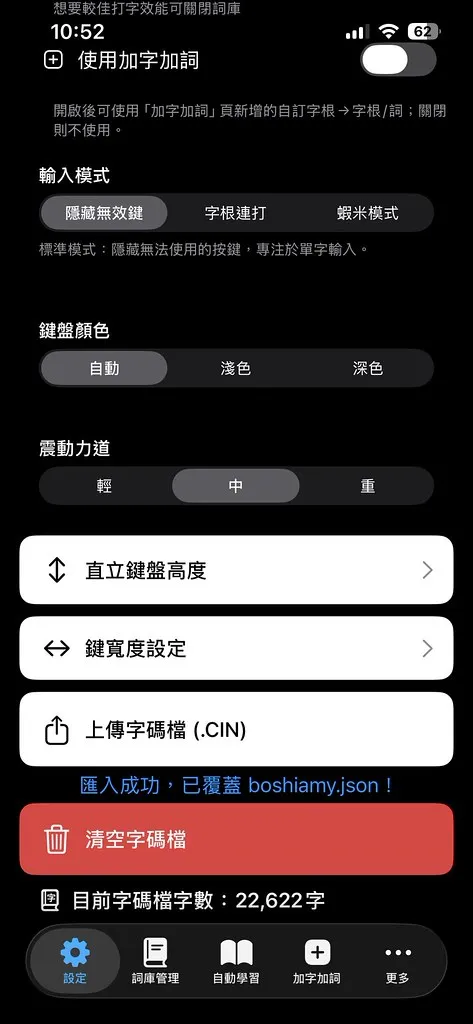 想要較佳打字效能可關閉詞庫
10:52
62
使用加字加詞
開啟後可使用「加字加詞」頁新增的自訂字根→字根/詞；關閉
則不使用。
輸入模式
隱藏無效鍵 字根連打 蝦米模式
標準模式：隱藏無法使用的按鍵，專注於單字輸入。
鍵盤顏色
自動 淺色 深色
震動力道
輕 中 重
直立鍵盤高度
鍵寬度設定
上傳字碼檔 (.CIN)
匯入成功，已覆蓋 boshiamy.json！
清空字碼檔
字 目前字碼檔字數：22,622字
設定 詞庫管理 自動學習 加字加詞 更多